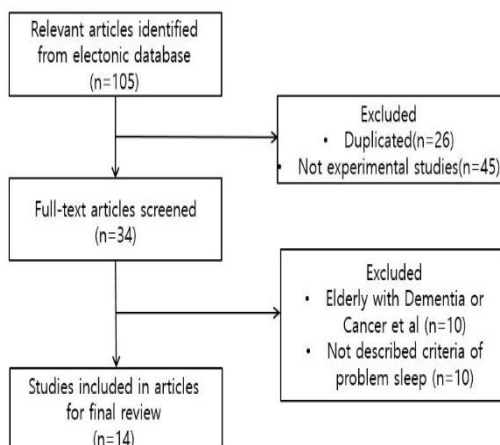 Relevant articles identified
from electonic database
(n=105)
Excluded
• Duplicated(n=26)
• Not experimental studies(n=45)
Full-text articles screened
(n=34)
Excluded
• Elderly with Dementia or
Cancer et al (n=10)
• Not described criteria of
problem sleep (n=10)
Studies included in articles
for final review
(n=14)